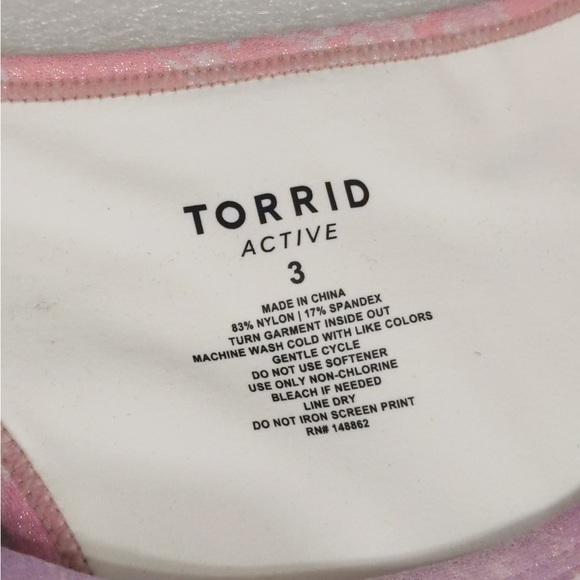 TORRID
ACTIVE
3
MADE IN CHINA
83% NYLON | 17% SPANDEX
TURN GARMENT INSIDE OUT
MACHINE WASH COLD WITH LIKE COLORS
GENTLE CYCLE
DO NOT USE SOFTENER
USE ONLY NON-CHLORINE
BLEACH IF NEEDED
LINE DRY
DO NOT IRON SCREEN PRINT
RN# 148862